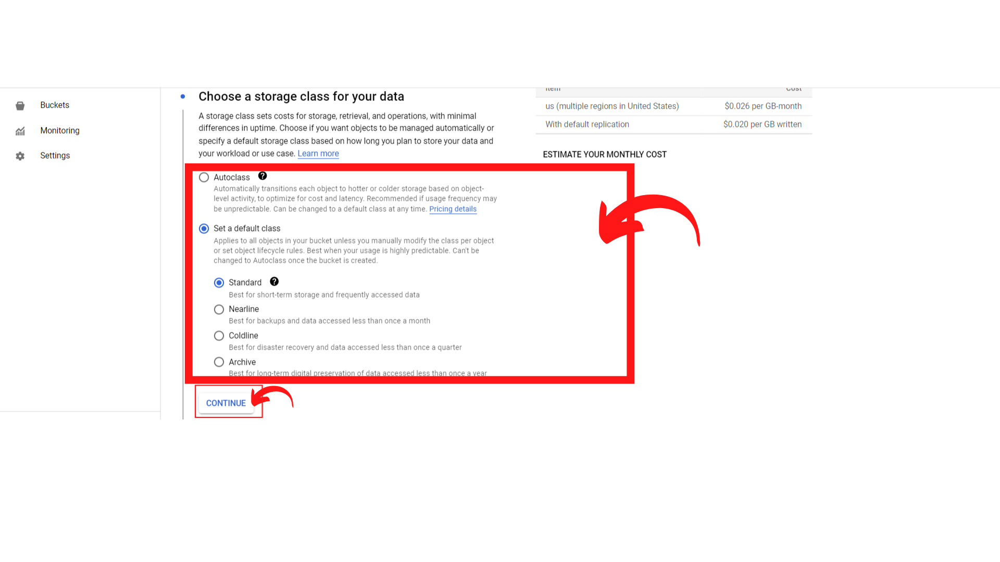 Buckets
Monitoring
Settings
Choose a storage class for your data
A storage class sets costs for storage, retrieval, and operations, with minimal
differences in uptime. Choose if you want objects to be managed automatically or
specify a default storage class based on how long you plan to store your data and
your workload or use case. Learn more
Autoclass
Automatically transitions each object to hotter or colder storage based on object-
level activity, to optimize for cost and latency. Recommended if usage frequency may
be unpredictable. Can be changed to a default class at any time. Pricing details
Set a default class
Applies to all objects in your bucket unless you manually modify the class per object
or set object lifecycle rules. Best when your usage is highly predictable. Can't be
changed to Autoclass once the bucket is created.
Standard
Best for short-term storage and frequently accessed data
Nearline
Best for backups and data accessed less than once a month
Coldline
Best for disaster recovery and data accessed less than once a quarter
Archive
Best for long-term digital preservation of data accessed less than once a year
CONTINUE
Item Cost
us (multiple regions in United States) $0.026 per GB-month
With default replication $0.020 per GB written
ESTIMATE YOUR MONTHLY COST